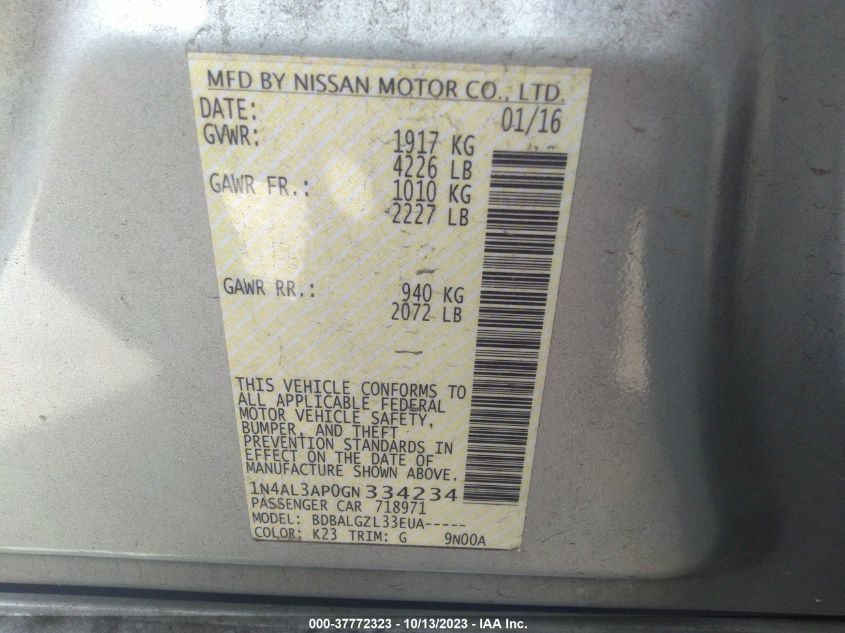 MFD BY NISSAN MOTOR CO., LTD.
DATE: 01/16
GVWR: 1917 KG
4226 LB
GAWR FR.: 1010 KG
2227 LB
GAWR RR.: 940 KG
2072 LB
THIS VEHICLE CONFORMS TO
ALL APPLICABLE FEDERAL
MOTOR VEHICLE SAFETY,
BUMPER, AND THEFT
PREVENTION STANDARDS IN
EFFECT ON THE DATE OF
MANUFACTURE SHOWN ABOVE.
1N4AL3AP0GN334234
PASSENGER CAR 718971
MODEL: BDBALGZL33EUA-----
COLOR: K23 TRIM: G 9N00A
000-37772323 - 10/13/2023 - IAA Inc.